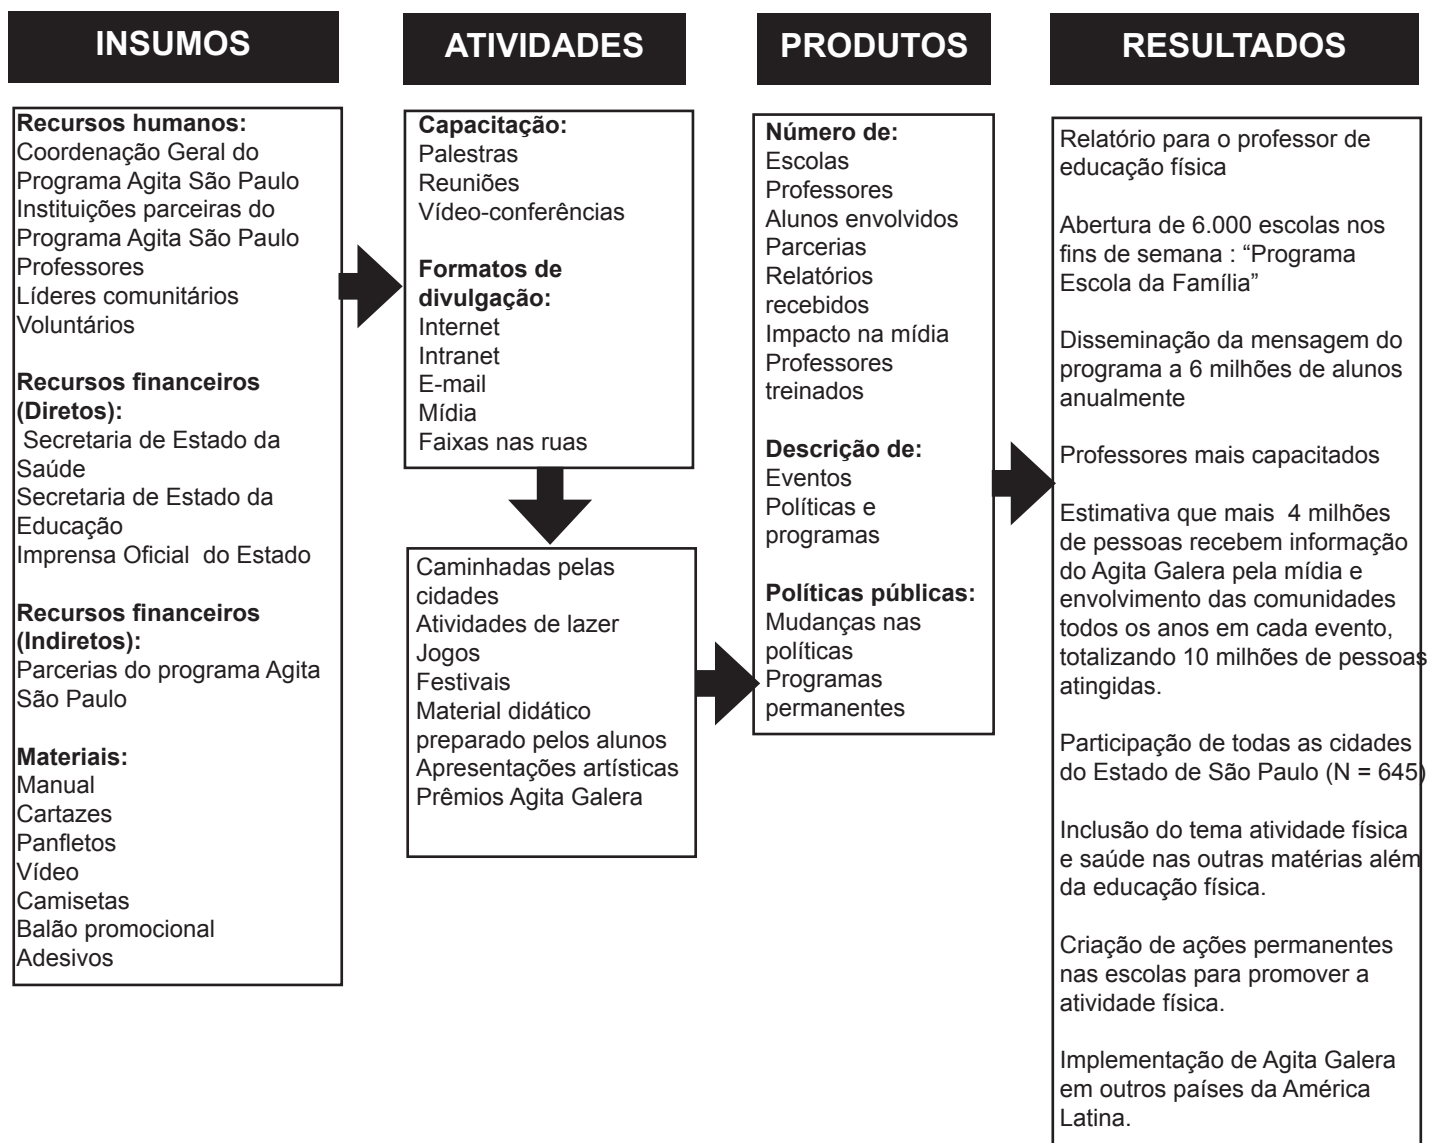 INSUMOS
Recursos humanos:
Coordenação Geral do
Programa Agita São Paulo
Instituições parceiras do
Programa Agita São Paulo
Professores
Líderes comunitários
Voluntários
Recursos financeiros
(Diretos):
Secretaria de Estado da
Saúde
Secretaria de Estado da
Educação
Imprensa Oficial do Estado
Recursos financeiros
(Indiretos):
Parcerias do programa Agita
São Paulo
Materiais:
Manual
Cartazes
Panfletos
Vídeo
Camisetas
Balão promocional
Adesivos
ATIVIDADES
Capacitação:
Palestras
Reuniões
Vídeo-conferências
Formatos de
divulgação:
Internet
Intranet
E-mail
Mídia
Faixas nas ruas
Caminhadas pelas
cidades
Atividades de lazer
Jogos
Festivais
Material didático
preparado pelos alunos
Apresentações artísticas
Prêmios Agita Galera
PRODUTOS
Número de:
Escolas
Professores
Alunos envolvidos
Parcerias
Relatórios
recebidos
Impacto na mídia
Professores
treinados
Descrição de:
Eventos
Políticas e
programas
Políticas públicas:
Mudanças nas
políticas
Programas
permanentes
RESULTADOS
Relatório para o professor de
educação física
Abertura de 6.000 escolas nos
fins de semana : “Programa
Escola da Família”
Disseminação da mensagem do
programa a 6 milhões de alunos
anualmente
Professores mais capacitados
Estimativa que mais 4 milhões
de pessoas recebem informação
do Agita Galera pela mídia e
envolvimento das comunidades
todos os anos em cada evento,
totalizando 10 milhões de pessoas
atingidas.
Participação de todas as cidades
do Estado de São Paulo (N = 645)
Inclusão do tema atividade física
e saúde nas outras matérias além
da educação física.
Criação de ações permanentes
nas escolas para promover a
atividade física.
Implementação de Agita Galera
em outros países da América
Latina.